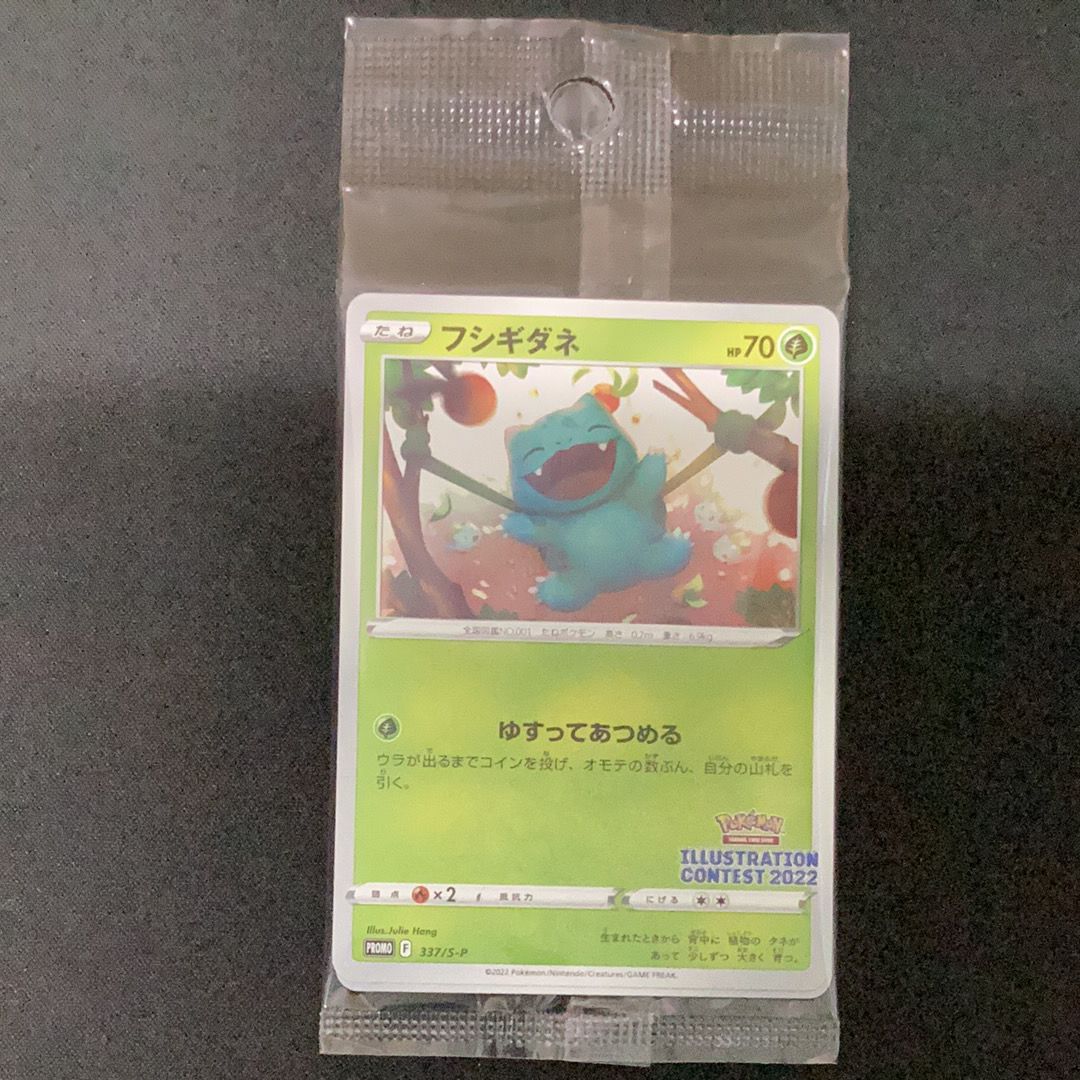 たね フシギダネ HP 70
全国図鑑NO.001 たねポケモン 高さ 0.7m 重さ 6.9kg
ゆすってあつめる
ウラが出るまでコインを投げ、オモテの数ぶん、自分の山札を
引く。
Pokémon
TRADING CARD GAME
ILLUSTRATION
CONTEST 2022
弱点 ×2 抵抗力 にげる
Illus.Julie Hang
PROMO F 337/S-P
生まれたときから 背中に 植物の タネが
あって 少しずつ 大きく 育つ。
©2022 Pokémon/Nintendo/Creatures/GAME FREAK.